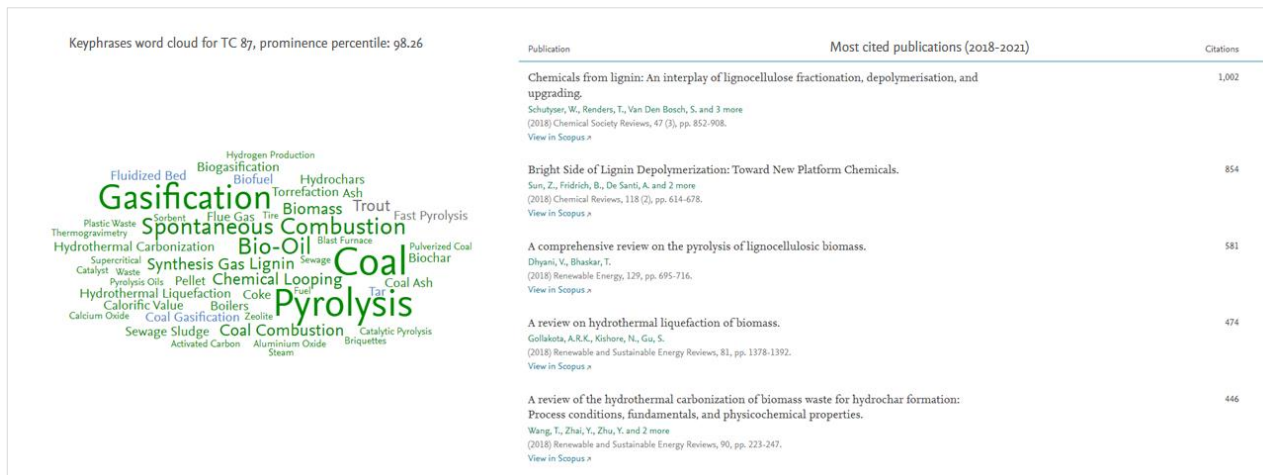 Keyphrases word cloud for TC 87, prominence percentile: 98.26
Hydrogen Production
Biogasification
Fluidized Bed Biofuel Hydrochars
Gasification Torrefaction Ash
Biomass Trout
Sorbent Flue Gas Tire Fast Pyrolysis
Plastic Waste Spontaneous Combustion
Thermogravimetry
Hydrothermal Carbonization Bio-Oil Blast Furnace Pulverized Coal
Supercritical Synthesis Gas Lignin Sewage Coal Biochar
Catalyst Waste
Pyrolysis Oils Pellet Chemical Looping Coal Ash
Hydrothermal Liquefaction Coke Fuel Pyrolysis Tar
Calorific Value Boilers
Calcium Oxide Coal Gasification Zeolite
Sewage Sludge Coal Combustion Catalytic Pyrolysis
Activated Carbon Aluminium Oxide Briquettes
Steam
Publication Most cited publications (2018-2021) Citations
Chemicals from lignin: An interplay of lignocellulose fractionation, depolymerisation, and 1,002
upgrading.
Schutyser, W., Renders, T., Van Den Bosch, S. and 3 more
(2018) Chemical Society Reviews, 47 (3), pp. 852-908.
View in Scopus ↗
Bright Side of Lignin Depolymerization: Toward New Platform Chemicals. 854
Sun, Z., Fridrich, B., De Santi, A. and 2 more
(2018) Chemical Reviews, 118 (2), pp. 614-678.
View in Scopus ↗
A comprehensive review on the pyrolysis of lignocellulosic biomass. 581
Dhyani, V., Bhaskar, T.
(2018) Renewable Energy, 129, pp. 695-716.
View in Scopus ↗
A review on hydrothermal liquefaction of biomass. 474
Gollakota, A.R.K., Kishore, N., Gu, S.
(2018) Renewable and Sustainable Energy Reviews, 81, pp. 1378-1392.
View in Scopus ↗
A review of the hydrothermal carbonization of biomass waste for hydrochar formation: 446
Process conditions, fundamentals, and physicochemical properties.
Wang, T., Zhai, Y., Zhu, Y. and 2 more
(2018) Renewable and Sustainable Energy Reviews, 90, pp. 223-247.
View in Scopus ↗